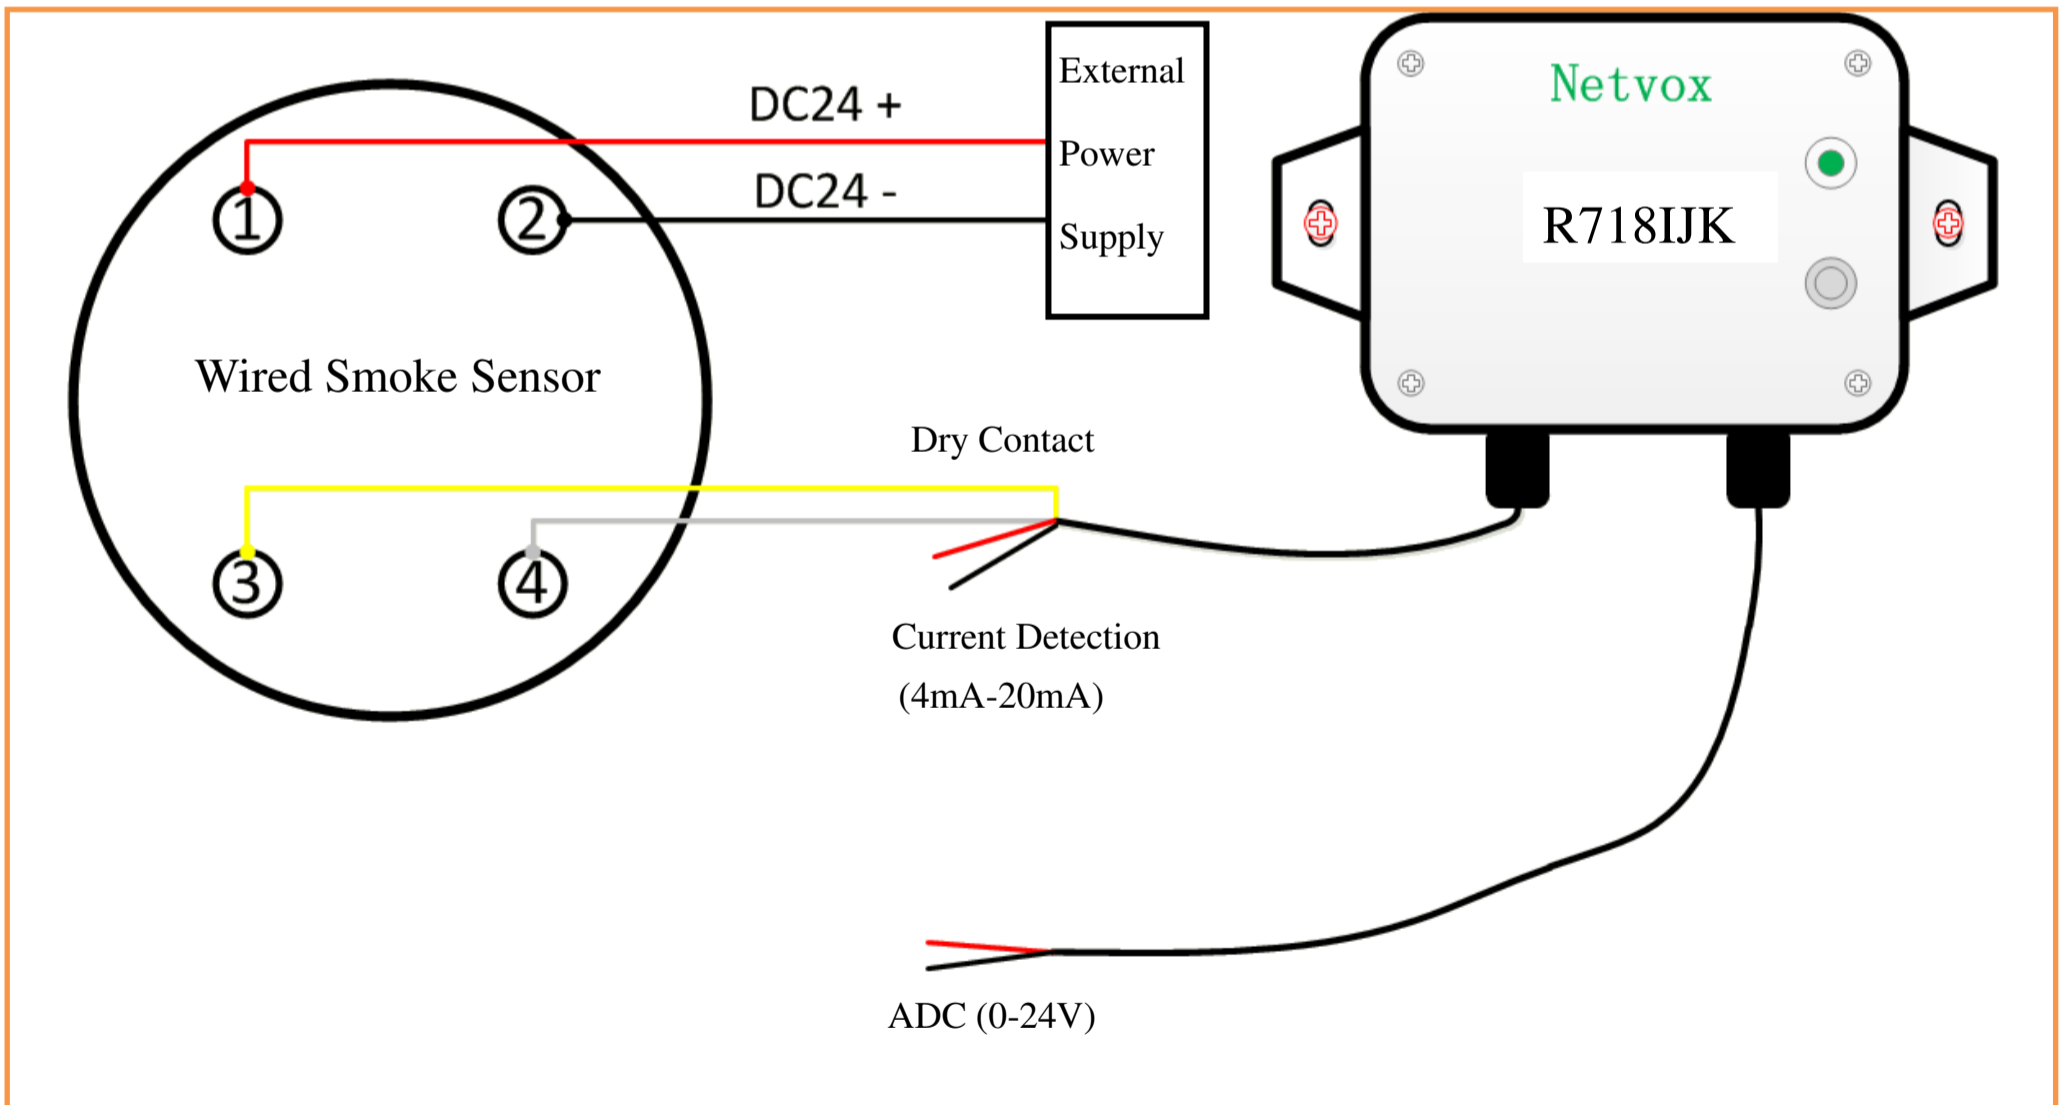 DC24 +
DC24 -
External
Power
Supply
Netvox
R718IJK
1
2
Wired Smoke Sensor
Dry Contact
3
4
Current Detection
(4mA-20mA)
ADC (0-24V)